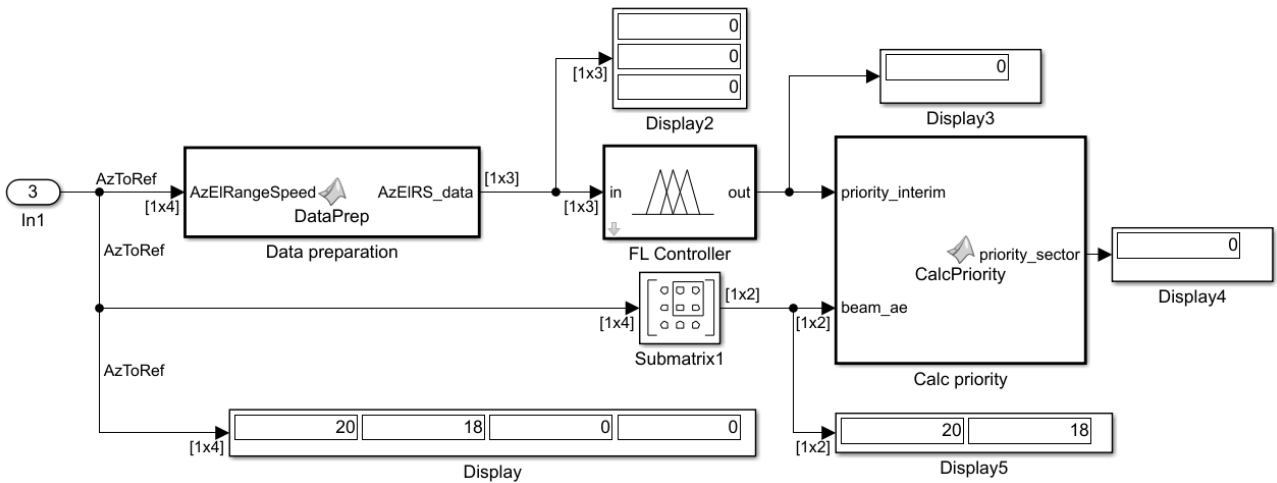 0
0
0
[1x3]
Display2
0
Display3
3
In1
AzToRef
[1x4]
AzElRangeSpeed
DataPrep
AzElRS_data
Data preparation
[1x3]
[1x3]
in
out
FL Controller
priority_interim
CalcPriority
priority_sector
beam_ae
Calc priority
0
Display4
AzToRef
[1x4]
Submatrix1
[1x2]
[1x2]
AzToRef
[1x4]
20 18 0 0
Display
[1x2]
20 18
Display5